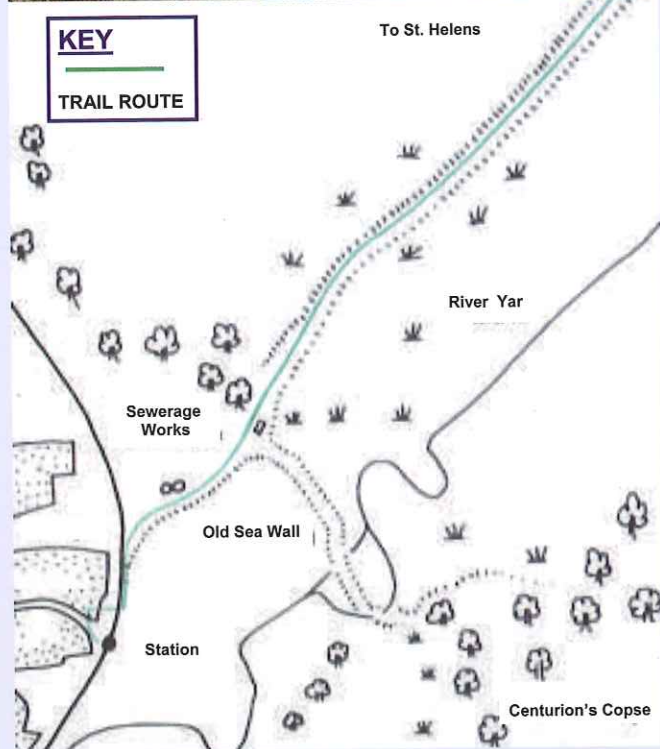 KEY
TRAIL ROUTE
To St. Helens
River Yar
Sewerage
Works
Old Sea Wall
Station
Centurion's Copse